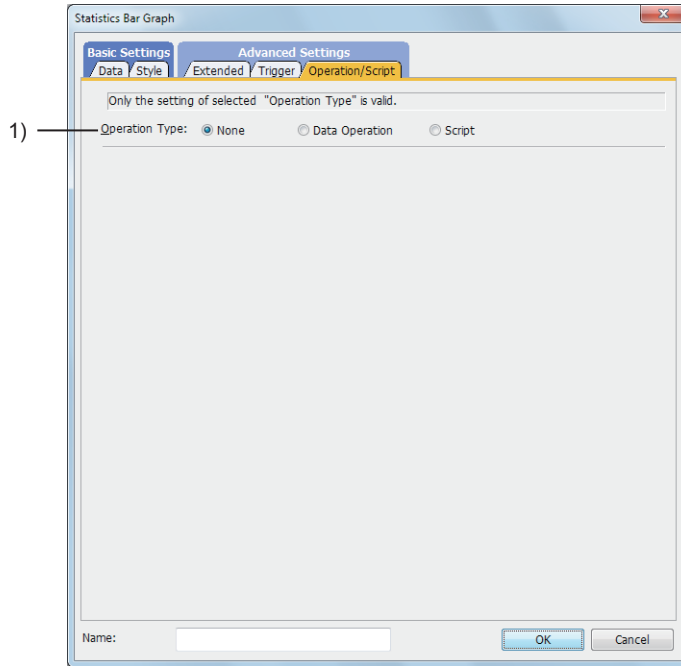 Statistics Bar Graph
Basic Settings
Advanced Settings
Data Style Extended Trigger Operation/Script
Only the setting of selected "Operation Type" is valid.
1) Operation Type: None Data Operation Script
Name: OK Cancel